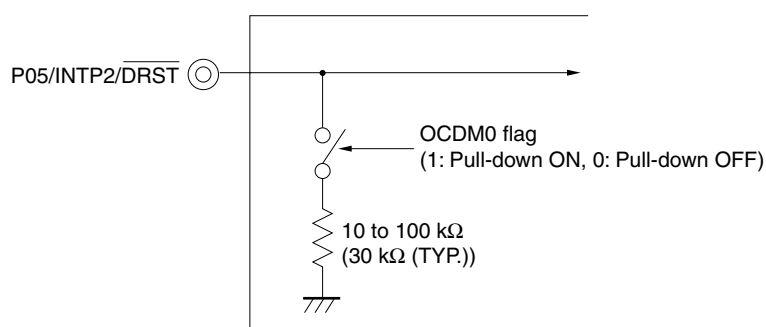 P05/INTP2/D̅R̅S̅T̅
OCDM0 flag
(1: Pull-down ON, 0: Pull-down OFF)
10 to 100 kΩ
(30 kΩ (TYP.))